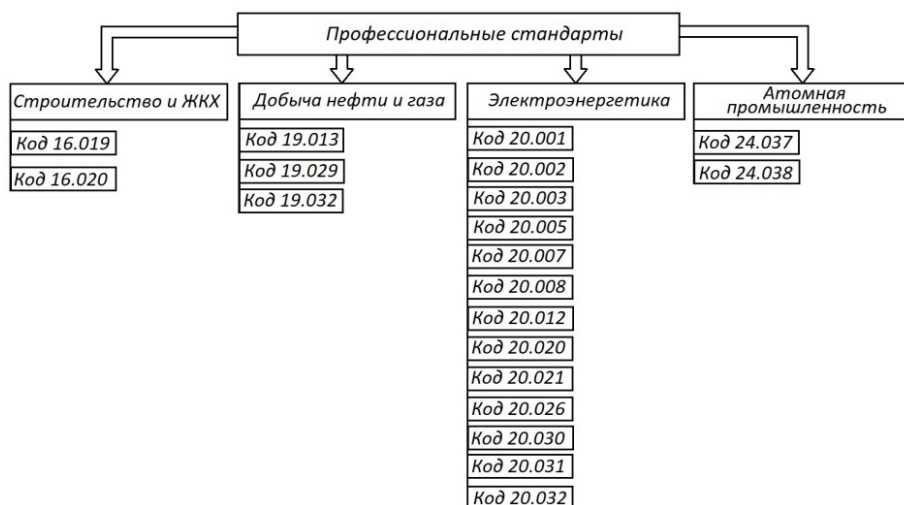 Профессиональные стандарты
Строительство и ЖКХ
Код 16.019
Код 16.020
Добыча нефти и газа
Код 19.013
Код 19.029
Код 19.032
Электроэнергетика
Код 20.001
Код 20.002
Код 20.003
Код 20.005
Код 20.007
Код 20.008
Код 20.012
Код 20.020
Код 20.021
Код 20.026
Код 20.030
Код 20.031
Код 20.032
Атомная
промышленность
Код 24.037
Код 24.038